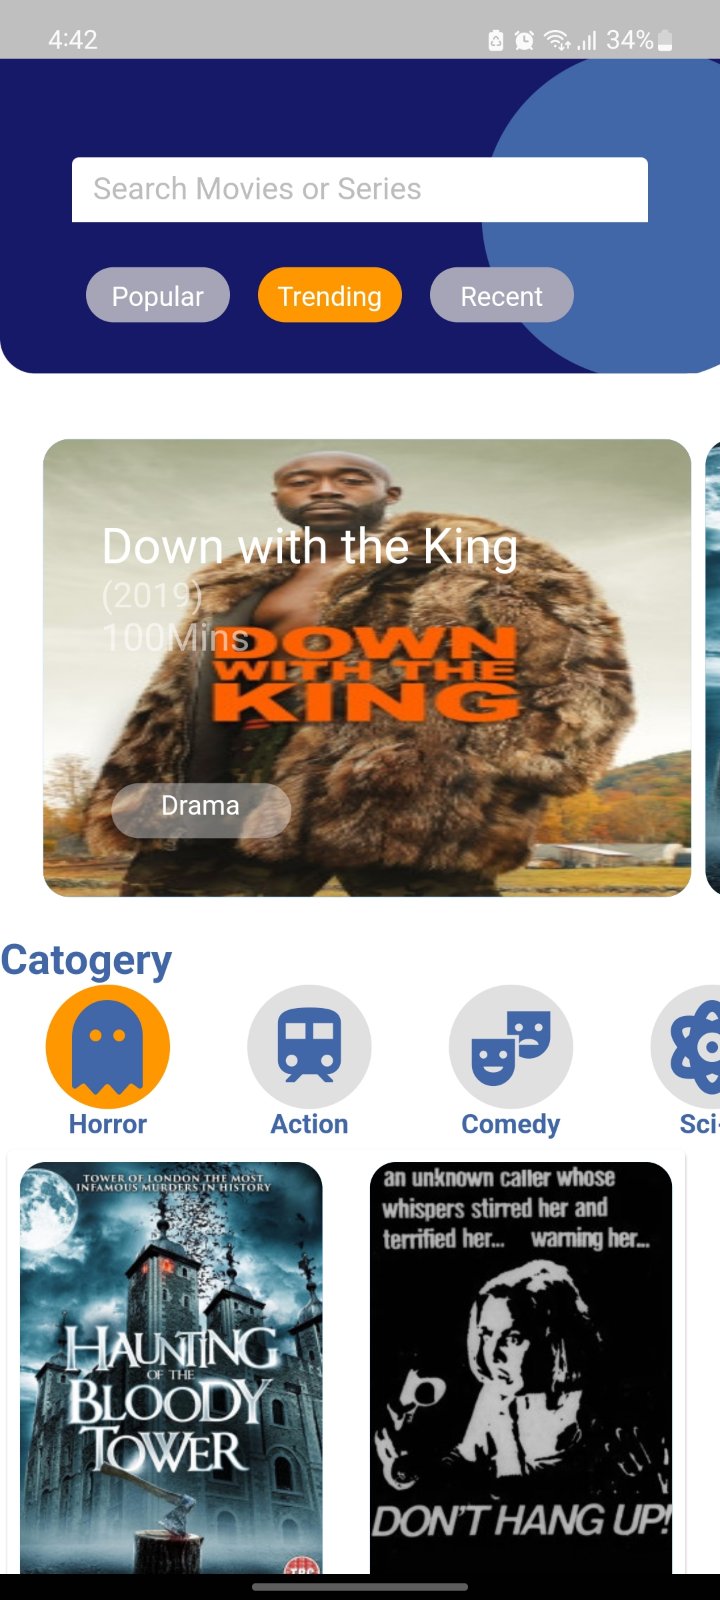 4:42
34%
Search Movies or Series
Popular
Trending
Recent
Down with the King
(2019)
100Mins
DOWN
WITH THE
KING
Drama
Catogery
Horror
Action
Comedy
Sci-
TOWER OF LONDON THE MOST
INFAMOUS MURDERS IN HISTORY
HAUNTING
OF THE
BLOODY
TOWER
an unknown caller whose
whispers stirred her and
terrified her... warning her...
DON'T HANG UP!